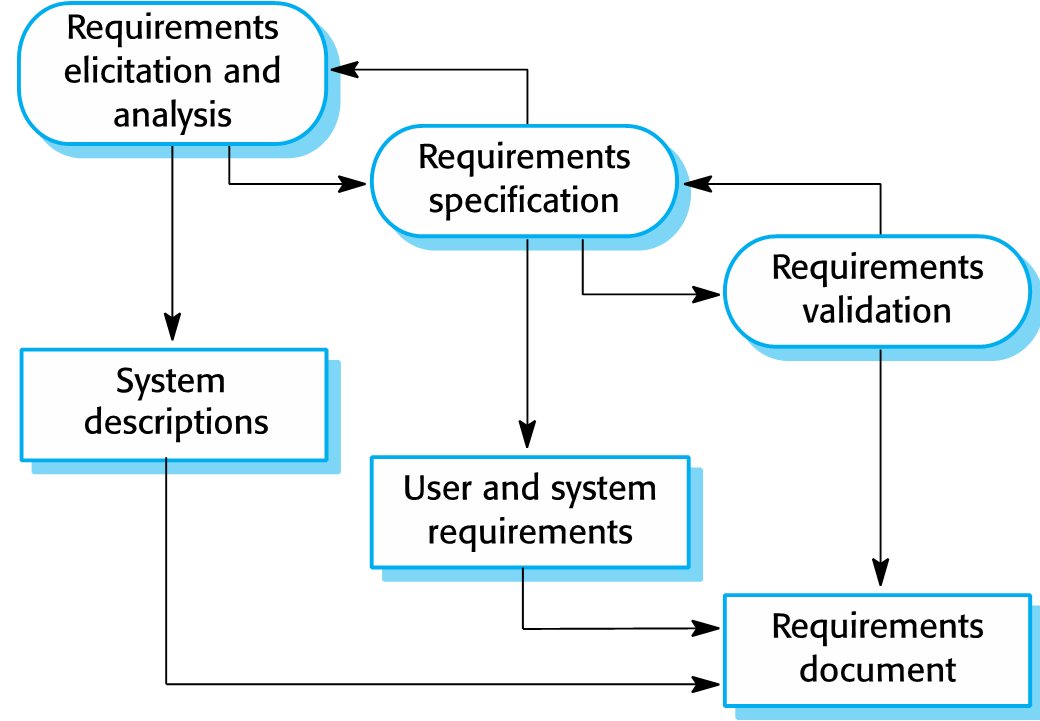 Requirements
elicitation and
analysis
Requirements
specification
Requirements
validation
System
descriptions
User and system
requirements
Requirements
document